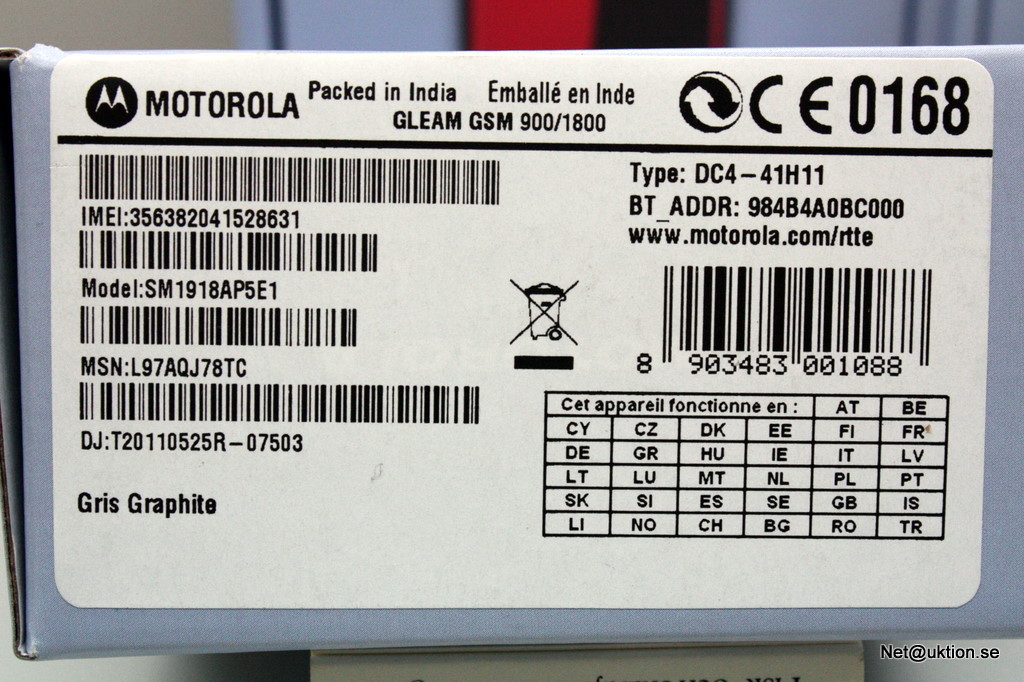 MOTOROLA
Packed in India Emballé en Inde
GLEAM GSM 900/1800
CE 0168
IMEI:356382041528631
Model:SM1918AP5E1
MSN:L97AQJ78TC
DJ:T20110525R-07503
Gris Graphite
Type: DC4-41H11
BT_ADDR: 984B4A0BC000
www.motorola.com/rtte
8 903483 001088
Cet appareil fonctionne en : AT BE
CY CZ DK EE FI FR
DE GR HU IE IT LV
LT LU MT NL PL PT
SK SI ES SE GB IS
LI NO CH BG RO TR
Net@uktion.se